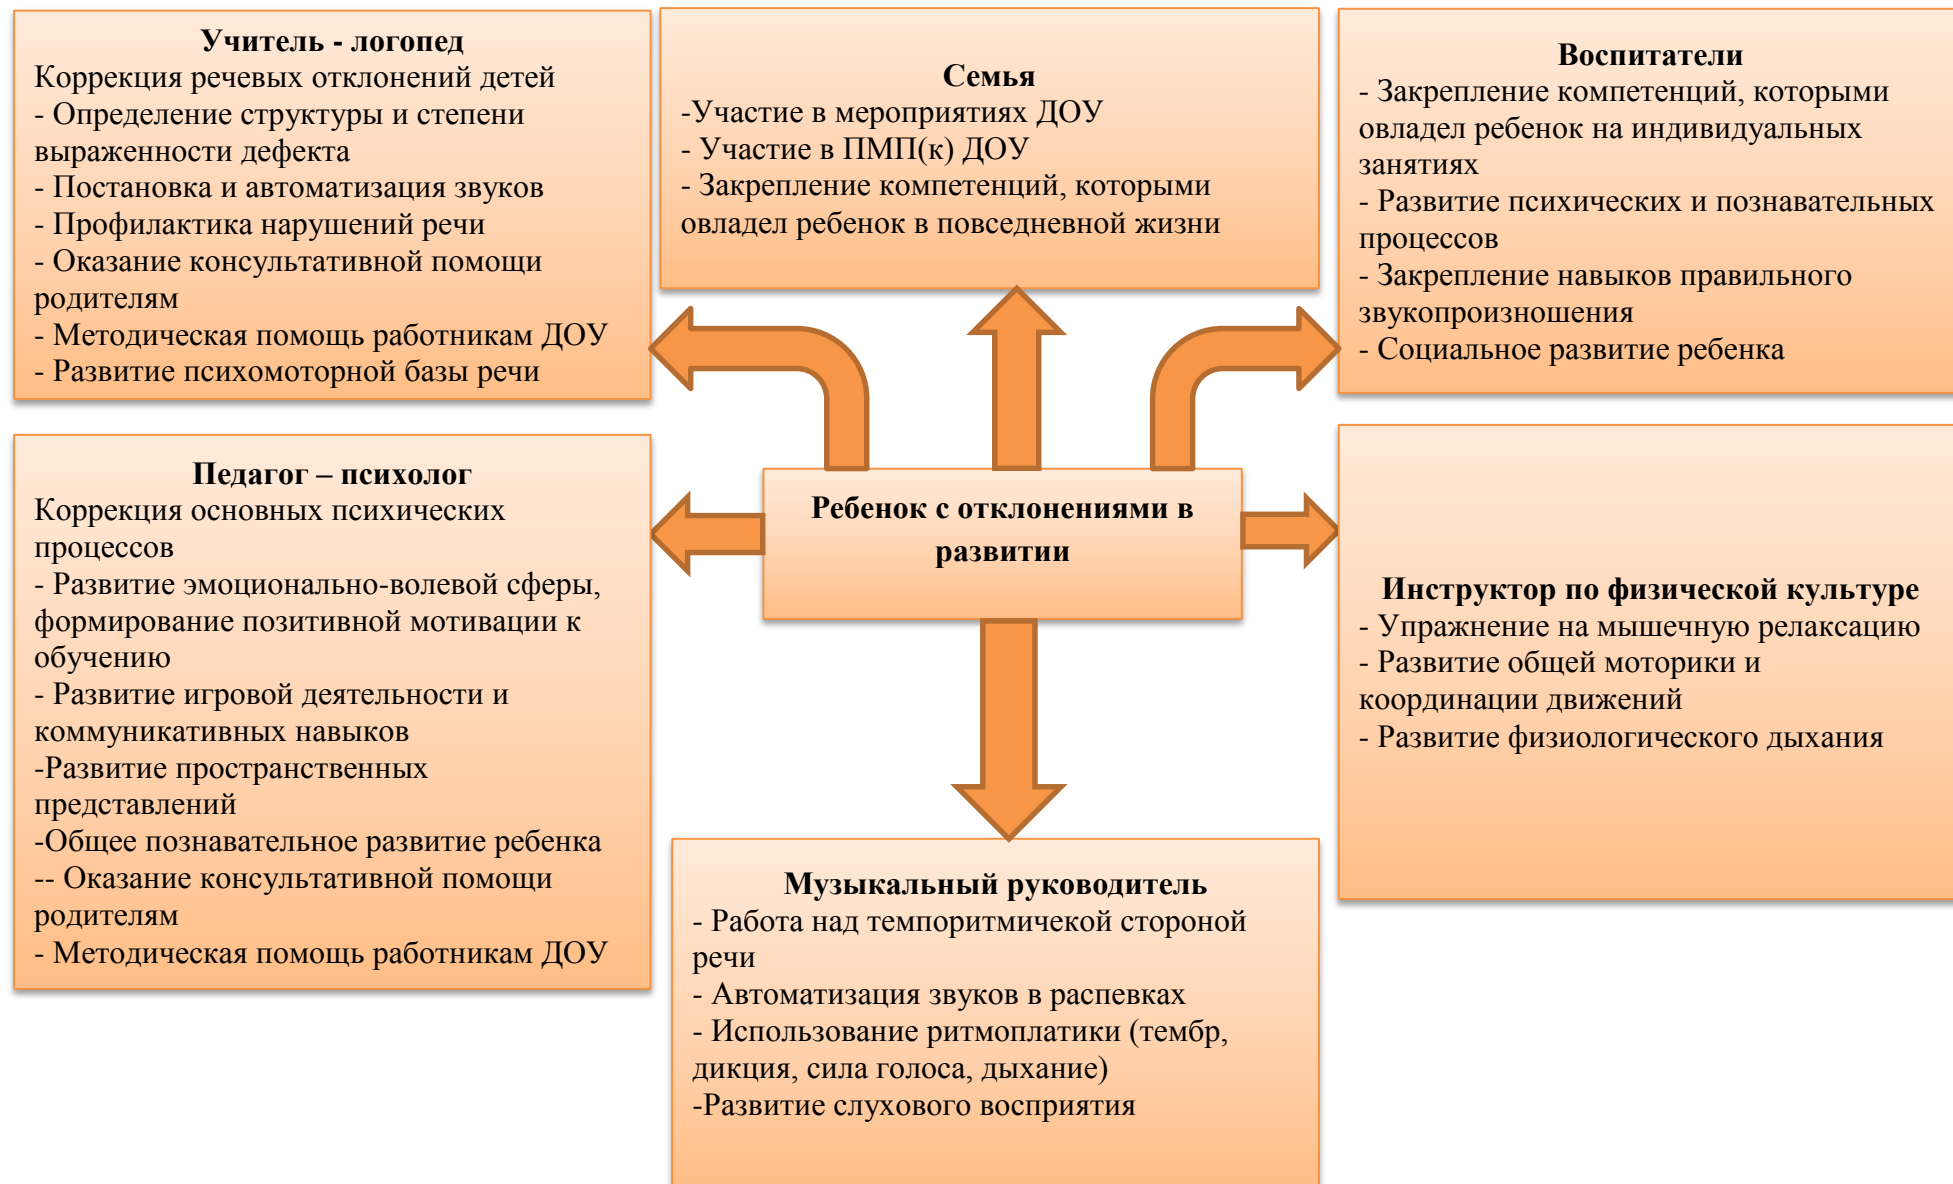 Учитель - логопед
Коррекция речевых отклонений детей
- Определение структуры и степени
выраженности дефекта
- Постановка и автоматизация звуков
- Профилактика нарушений речи
- Оказание консультативной помощи
родителям
- Методическая помощь работникам ДОУ
- Развитие психомоторной базы речи
Семья
-Участие в мероприятиях ДОУ
- Участие в ПМП(к) ДОУ
- Закрепление компетенций, которыми
овладел ребенок в повседневной жизни
Воспитатели
- Закрепление компетенций, которыми
овладел ребенок на индивидуальных
занятиях
- Развитие психических и познавательных
процессов
- Закрепление навыков правильного
звукопроизношения
- Социальное развитие ребенка
Педагог – психолог
Коррекция основных психических
процессов
- Развитие эмоционально-волевой сферы,
формирование позитивной мотивации к
обучению
- Развитие игровой деятельности и
коммуникативных навыков
-Развитие пространственных
представлений
-Общее познавательное развитие ребенка
-- Оказание консультативной помощи
родителям
- Методическая помощь работникам ДОУ
Ребенок с отклонениями в
развитии
Инструктор по физической культуре
- Упражнение на мышечную релаксацию
- Развитие общей моторики и
координации движений
- Развитие физиологического дыхания
Музыкальный руководитель
- Работа над темпоритмичекой стороной
речи
- Автоматизация звуков в распевках
- Использование ритмоплатики (тембр,
дикция, сила голоса, дыхание)
-Развитие слухового восприятия